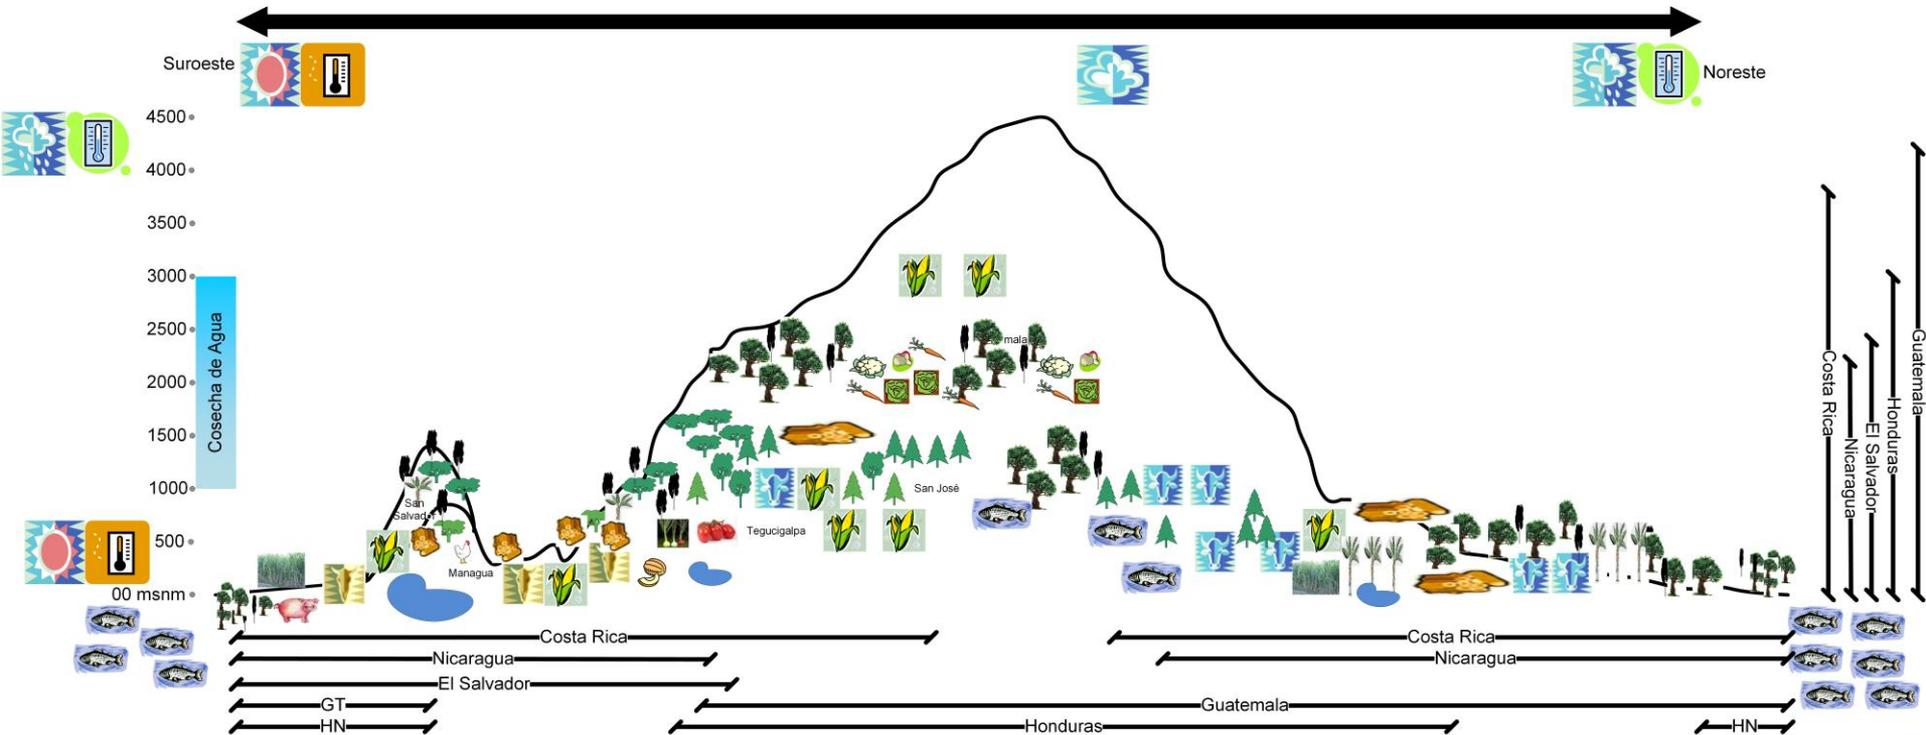 Suroeste
Noreste
4500
4000
3500
3000
2500
2000
1500
1000
500
00 msnm
Cosecha de Agua
mala
San
Salvador
San José
Tegucigalpa
Managua
Costa Rica
Nicaragua
El Salvador
Honduras
Guatemala
Costa Rica
Costa Rica
Nicaragua
Nicaragua
El Salvador
GT
Guatemala
HN
Honduras
HN